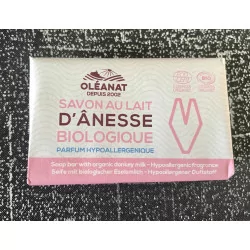 OLÉANAT
DEPUIS 2002
SAVON AU LAIT
D'ÂNESSE
BIOLOGIQUE
PARFUM HYPOALLERGÉNIQUE
Soap bar with organic donkey milk - Hypoallergenic fragrance
Seife mit biologischer Eselsmilch - Hypoallergener Duftstoff